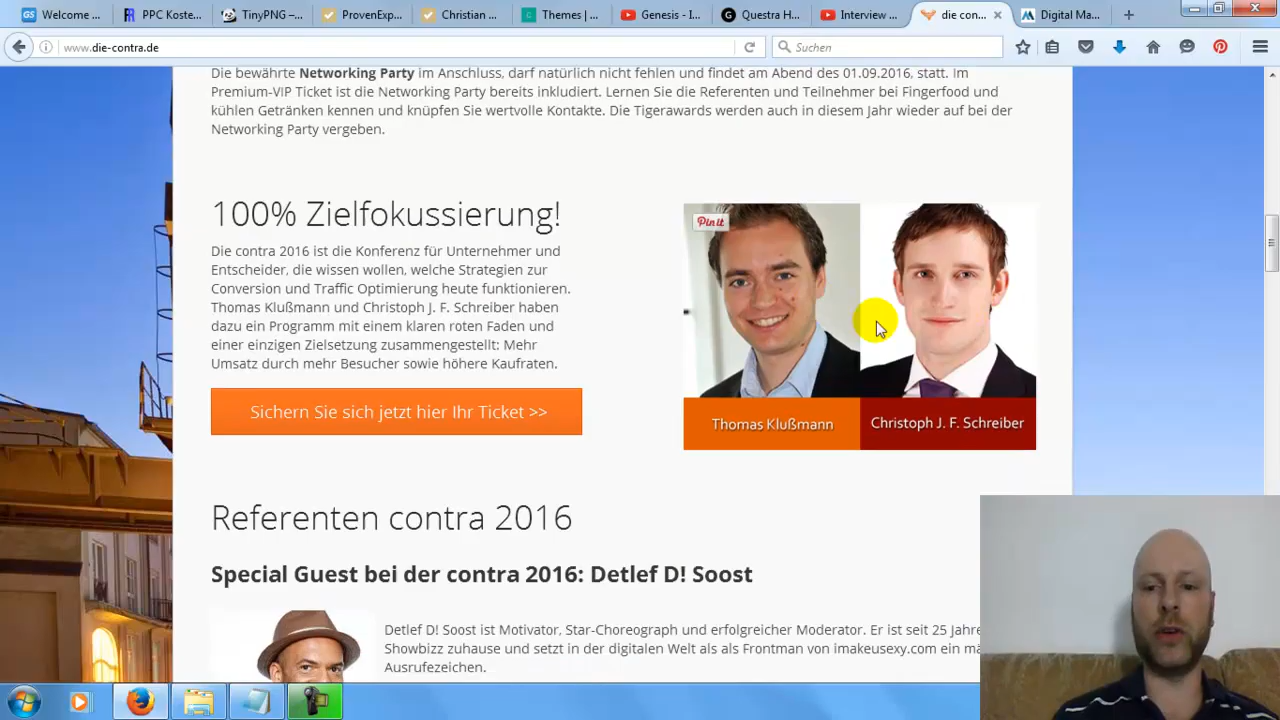 Welcome ...
PPC Koste...
TinyPNG –...
ProvenExp...
Christian ...
Themes | ...
Genesis - I...
Questra H...
Interview ...
die con...
Digital Ma...
www.die-contra.de
Suchen
Die bewährte Networking Party im Anschluss, darf natürlich nicht fehlen und findet am Abend des 01.09.2016, statt. Im
Premium-VIP Ticket ist die Networking Party bereits inkludiert. Lernen Sie die Referenten und Teilnehmer bei Fingerfood und
kühlen Getränken kennen und knüpfen Sie wertvolle Kontakte. Die Tigerawards werden auch in diesem Jahr wieder auf bei der
Networking Party vergeben.
100% Zielfokussierung!
Die contra 2016 ist die Konferenz für Unternehmer und
Entscheider, die wissen wollen, welche Strategien zur
Conversion und Traffic Optimierung heute funktionieren.
Thomas Klußmann und Christoph J. F. Schreiber haben
dazu ein Programm mit einem klaren roten Faden und
einer einzigen Zielsetzung zusammengestellt: Mehr
Umsatz durch mehr Besucher sowie höhere Kaufraten.
Sichern Sie sich jetzt hier Ihr Ticket >>
Pin it
Thomas Klußmann
Christoph J. F. Schreiber
Referenten contra 2016
Special Guest bei der contra 2016: Detlef D! Soost
Detlef D! Soost ist Motivator, Star-Choreograph und erfolgreicher Moderator. Er ist seit 25 Jahre
Showbizz zuhause und setzt in der digitalen Welt als als Frontman von imakeusexy.com ein mä
Ausrufezeichen.